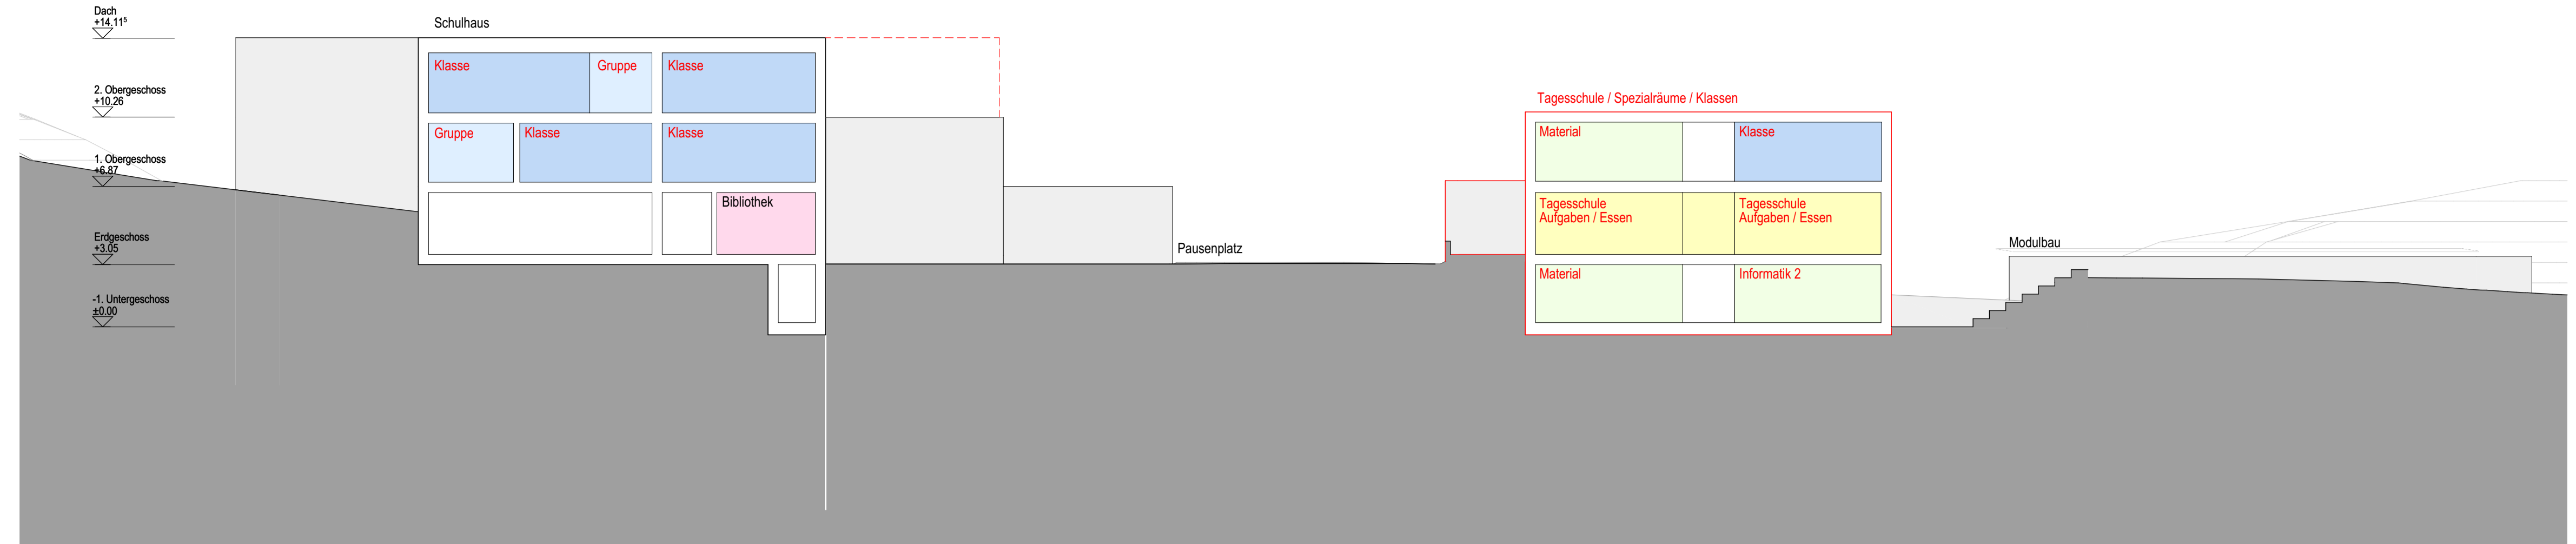 Dach
+14.11⁵
2. Obergeschoss
+10.26
1. Obergeschoss
+6.87
Erdgeschoss
+3.05
-1. Untergeschoss
±0.00
Schulhaus
Klasse
Gruppe
Klasse
Gruppe
Klasse
Klasse
Bibliothek
Pausenplatz
Tagesschule / Spezialräume / Klassen
Material
Klasse
Tagesschule
Aufgaben / Essen
Tagesschule
Aufgaben / Essen
Material
Informatik 2
Modulbau